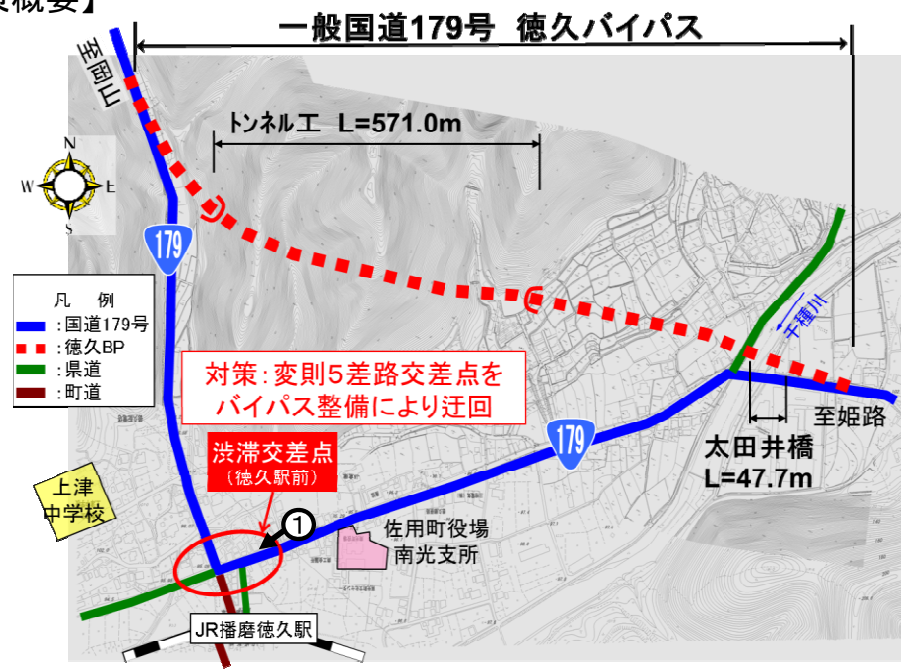 概要】
一般国道179号 徳久バイパス
至岡山
トンネル工 L=571.0m
N
W E
S
179
凡 例
:国道179号
:徳久BP
:県道
:町道
千種川
対策:変則5差路交差点を
バイパス整備により迂回
至姫路
179
渋滞交差点
(徳久駅前)
太田井橋
L=47.7m
上津
中学校
①
佐用町役場
南光支所
JR播磨徳久駅